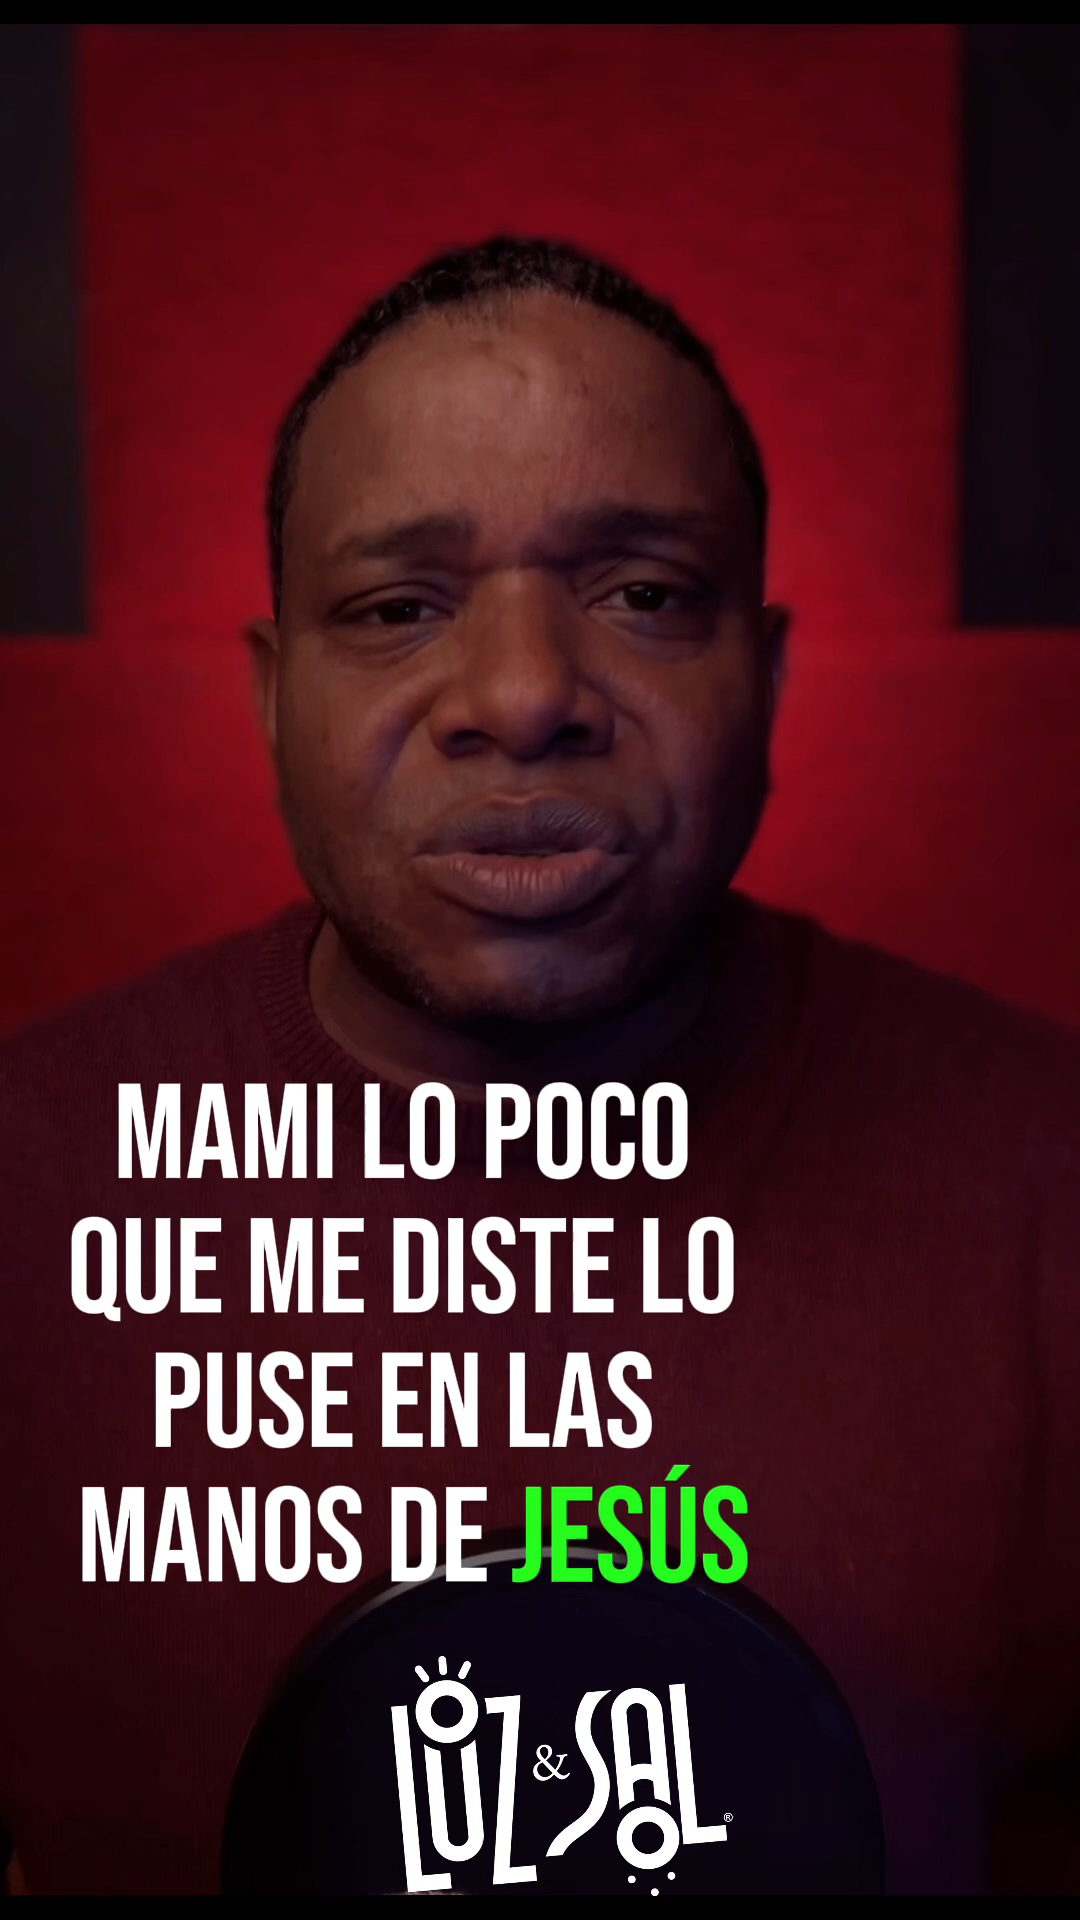 MAMI LO POCO
QUE ME DISTE LO
PUSE EN LAS
MANOS DE JESÚS
LUZ & SAL®